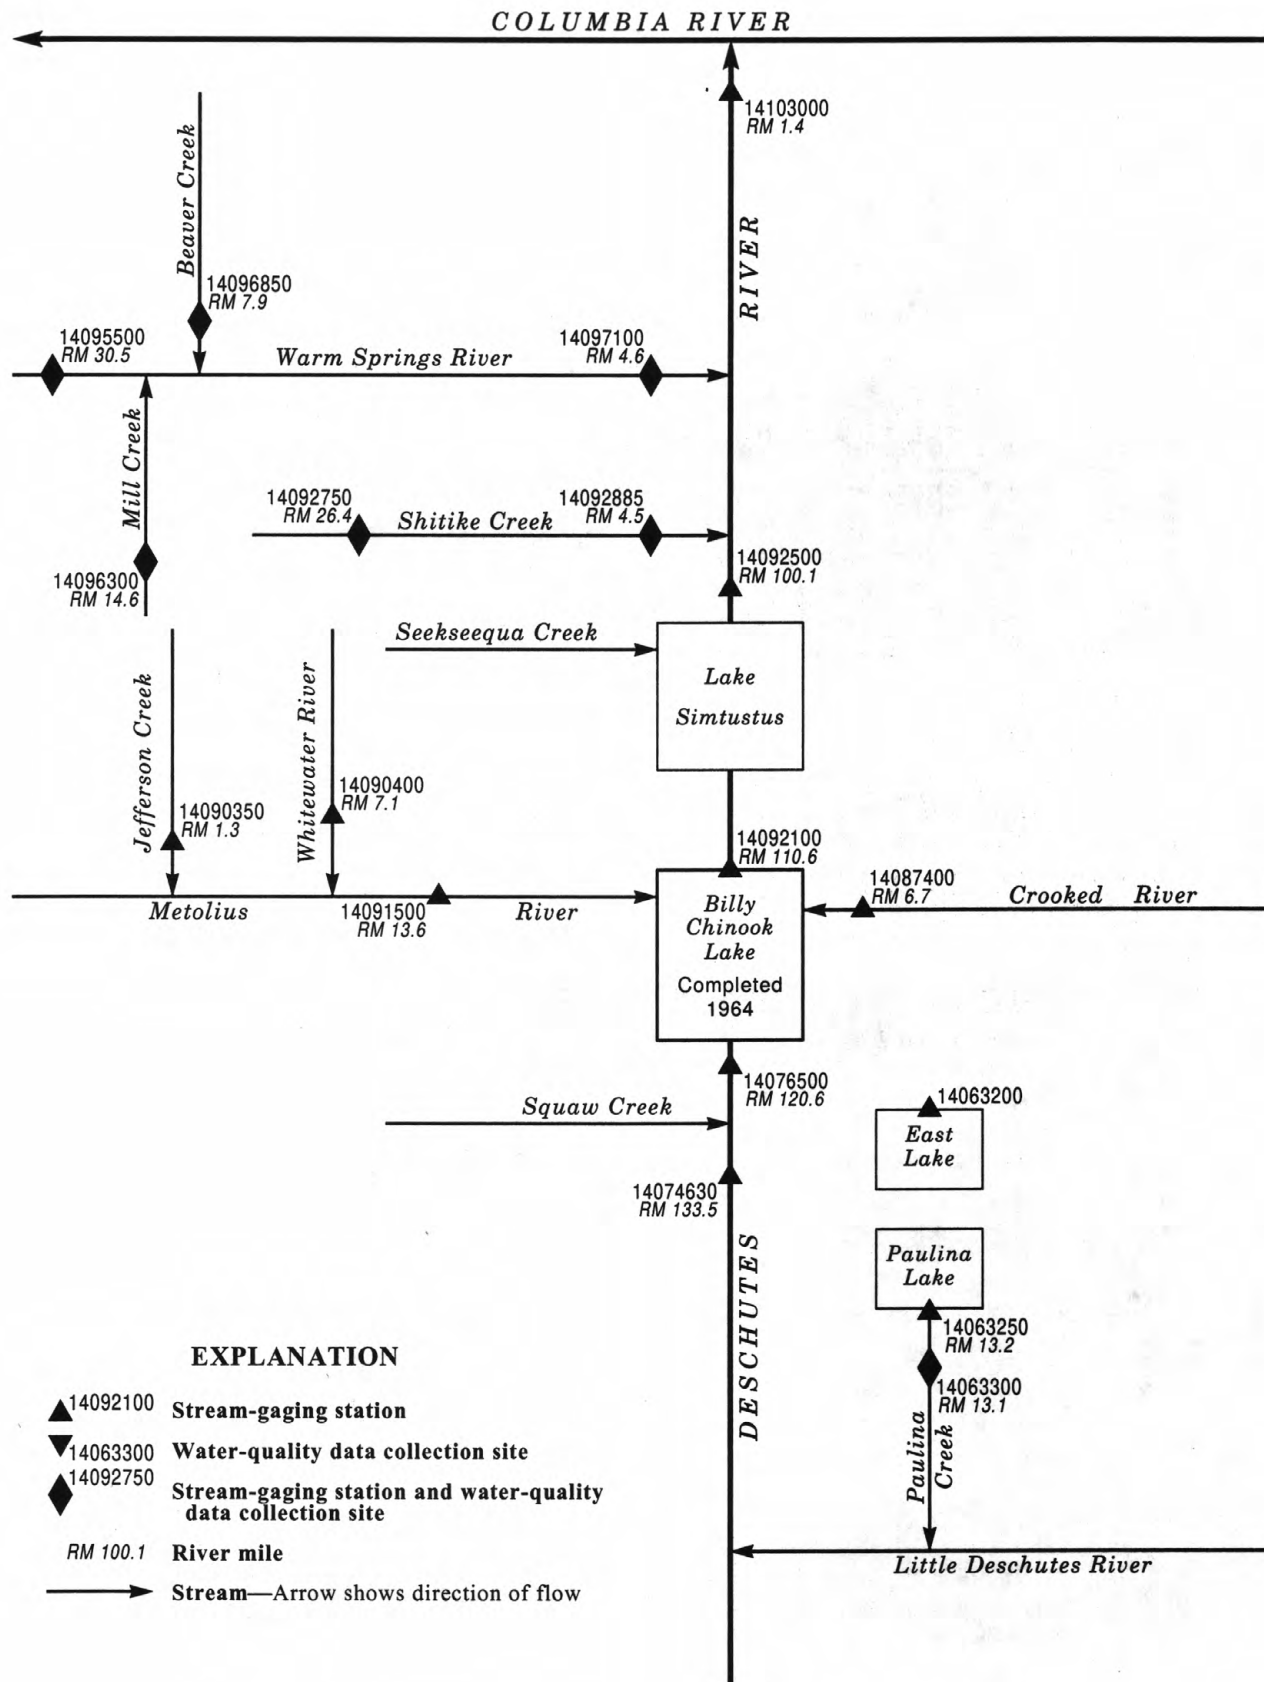 COLUMBIA RIVER
14103000
RM 1.4
Beaver Creek
RIVER
14096850
RM 7.9
14095500
RM 30.5
Warm Springs River
14097100
RM 4.6
Mill Creek
14092750
RM 26.4
Shitike Creek
14092885
RM 4.5
14096300
RM 14.6
14092500
RM 100.1
Seekseequa Creek
Lake
Simtustus
Jefferson Creek
Whitewater River
14090350
RM 1.3
14090400
RM 7.1
14092100
RM 110.6
Metolius
River
14091500
RM 13.6
Billy
Chinook
Lake
Completed
1964
14087400
RM 6.7
Crooked River
14076500
RM 120.6
Squaw Creek
14063200
East
Lake
14074630
RM 133.5
DESCHUTES
Paulina
Lake
14063250
RM 13.2
14063300
RM 13.1
Paulina
Creek
Little Deschutes River
EXPLANATION
14092100 Stream-gaging station
14063300 Water-quality data collection site
14092750 Stream-gaging station and water-quality
data collection site
RM 100.1 River mile
Stream—Arrow shows direction of flow